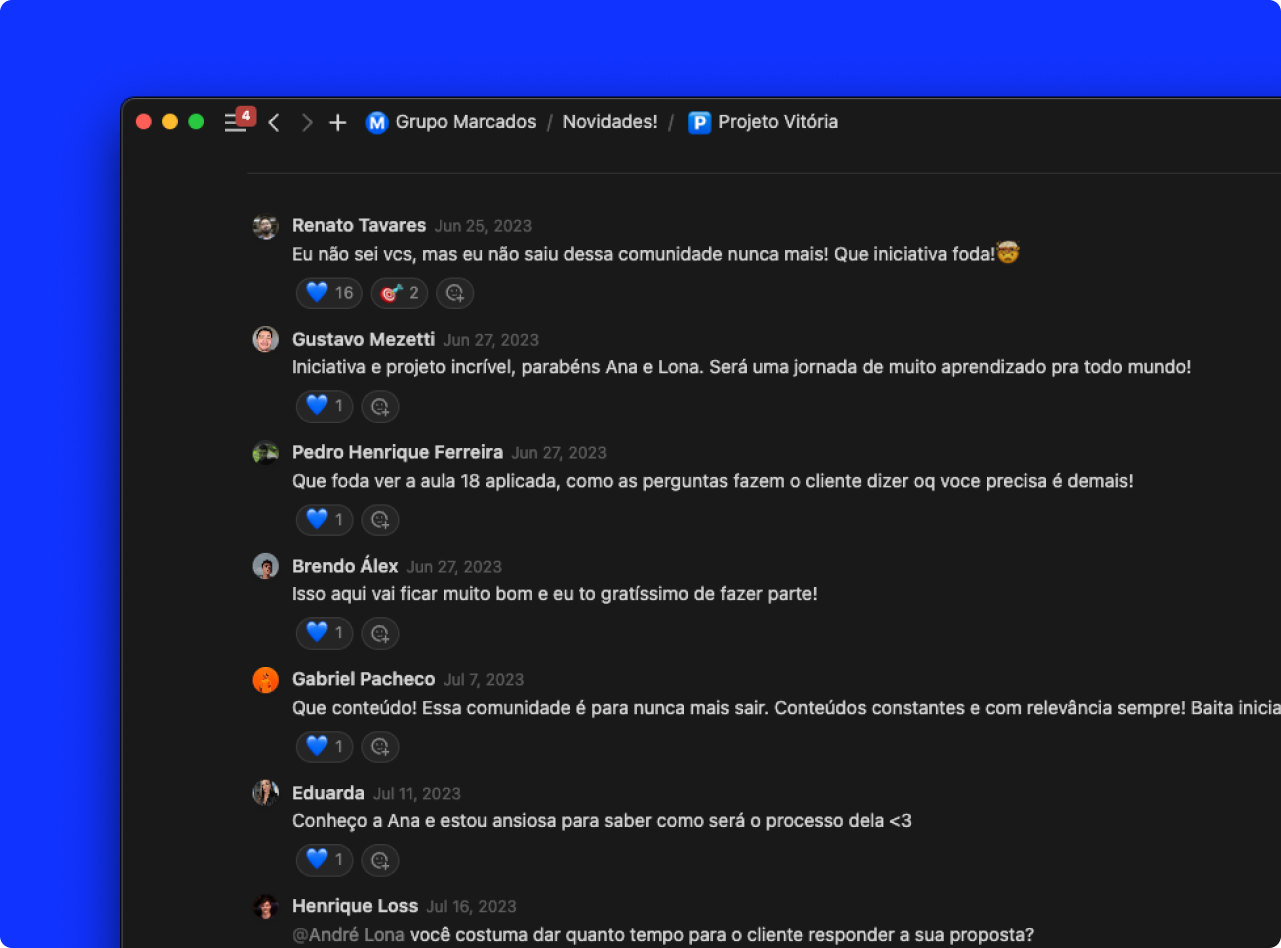 4
M Grupo Marcados / Novidades! / P Projeto Vitória
Renato Tavares Jun 25, 2023
Eu não sei vcs, mas eu não saiu dessa comunidade nunca mais! Que iniciativa foda!🤯
💙 16 🎯 2
Gustavo Mezetti Jun 27, 2023
Iniciativa e projeto incrível, parabéns Ana e Lona. Será uma jornada de muito aprendizado pra todo mundo!
💙 1
Pedro Henrique Ferreira Jun 27, 2023
Que foda ver a aula 18 aplicada, como as perguntas fazem o cliente dizer oq voce precisa é demais!
💙 1
Brendo Álex Jun 27, 2023
Isso aqui vai ficar muito bom e eu to gratíssimo de fazer parte!
💙 1
Gabriel Pacheco Jul 7, 2023
Que conteúdo! Essa comunidade é para nunca mais sair. Conteúdos constantes e com relevância sempre! Baita inicia
💙 1
Eduarda Jul 11, 2023
Conheço a Ana e estou ansiosa para saber como será o processo dela <3
💙 1
Henrique Loss Jul 16, 2023
@André Lona você costuma dar quanto tempo para o cliente responder a sua proposta?